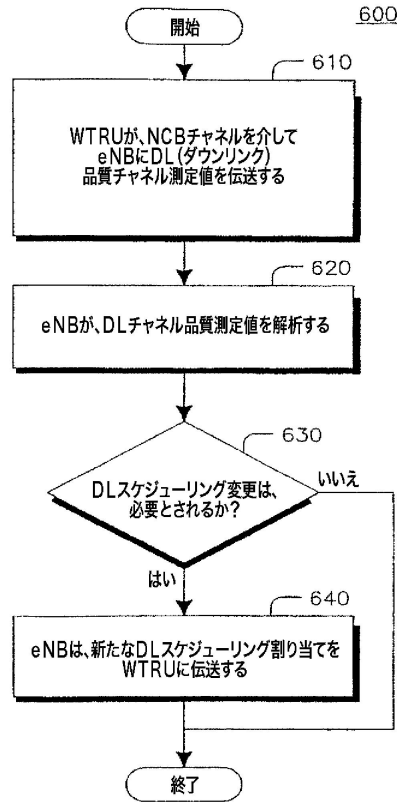 600
開始
610
WTRUが、NCBチャネルを介して
eNBにDL(ダウンリンク)
品質チャネル測定値を伝送する
620
eNBが、DLチャネル品質測定値を解析する
630
DLスケジューリング変更は、
必要とされるか?
いいえ
はい
640
eNBは、新たなDLスケジューリング割り当てを
WTRUに伝送する
終了